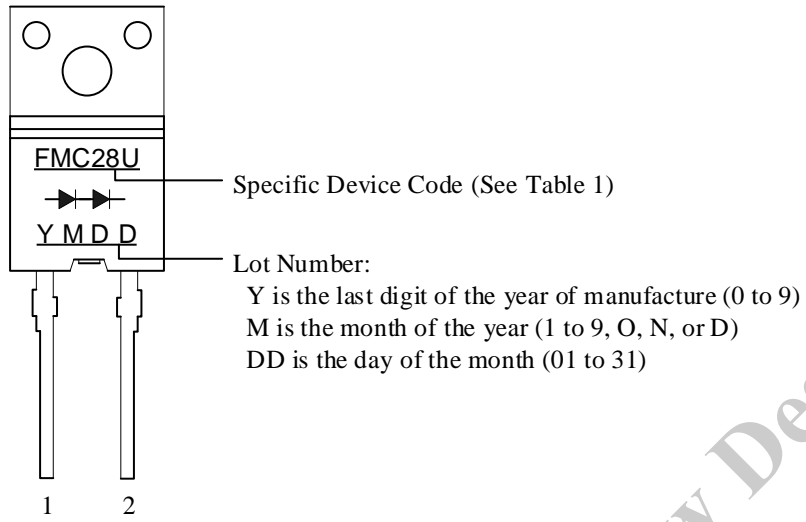 FMC28U
Specific Device Code (See Table 1)
Y M D D
Lot Number:
Y is the last digit of the year of manufacture (0 to 9)
M is the month of the year (1 to 9, O, N, or D)
DD is the day of the month (01 to 31)
1 2